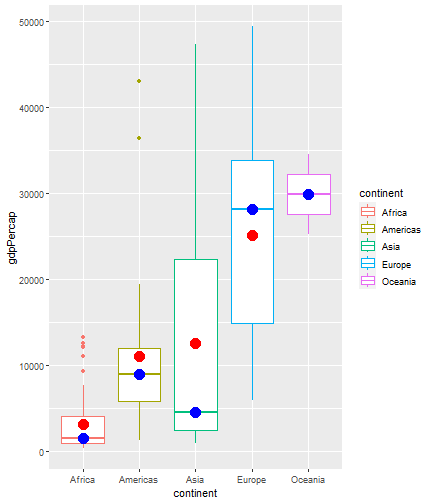 50000
40000
30000
20000
10000
0
gdpPercap
Africa Americas Asia Europe Oceania
continent
continent
Africa
Americas
Asia
Europe
Oceania